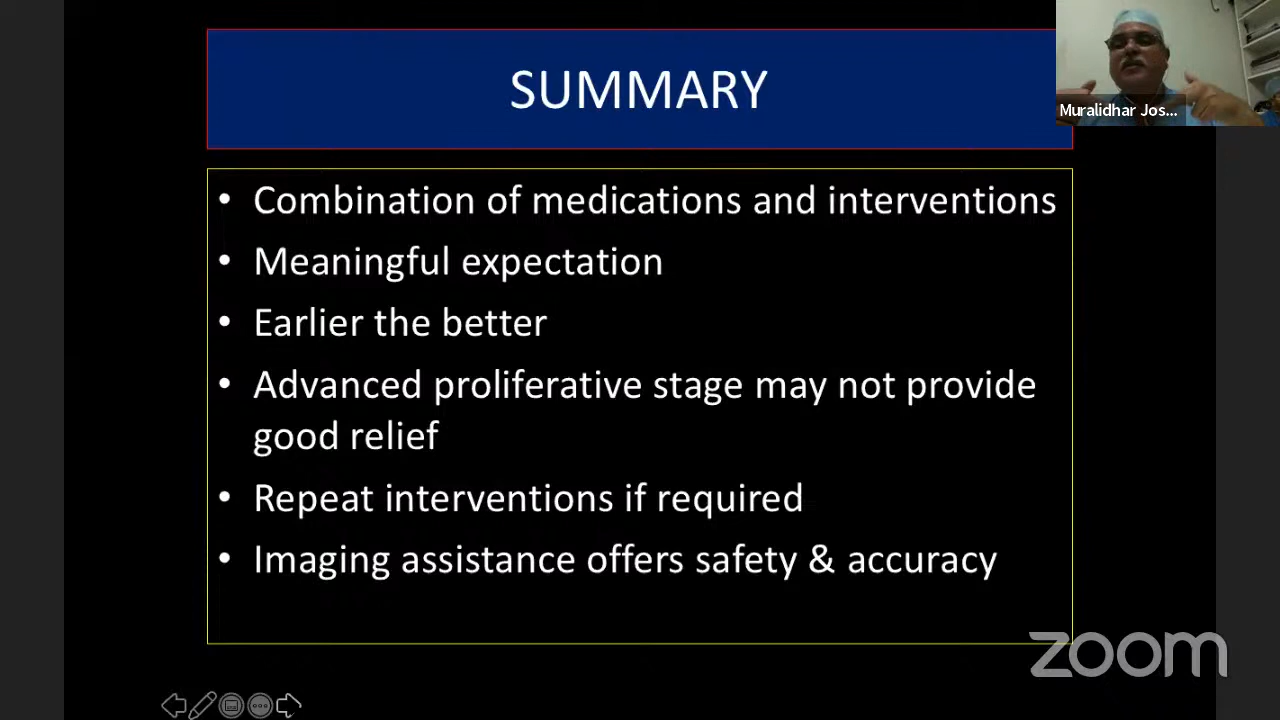 SUMMARY
Muralidhar Jos...
• Combination of medications and interventions
• Meaningful expectation
• Earlier the better
• Advanced proliferative stage may not provide
good relief
• Repeat interventions if required
• Imaging assistance offers safety & accuracy
zoom